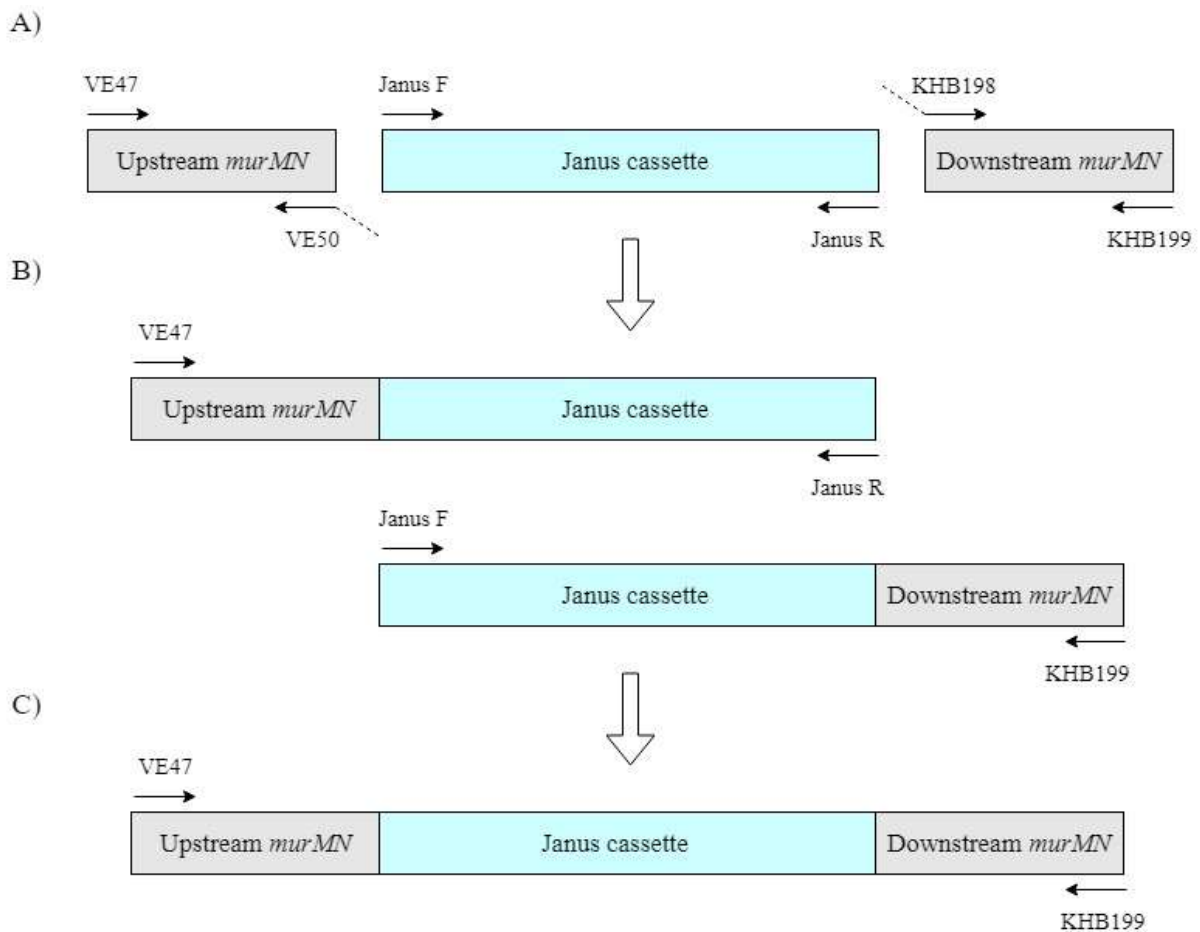 A)
VE47
Janus F
KHB198
Upstream murMN
Janus cassette
Downstream murMN
VE50
Janus R
KHB199
B)
VE47
Upstream murMN
Janus cassette
Janus R
Janus F
Janus cassette
Downstream murMN
KHB199
C)
VE47
Upstream murMN
Janus cassette
Downstream murMN
KHB199